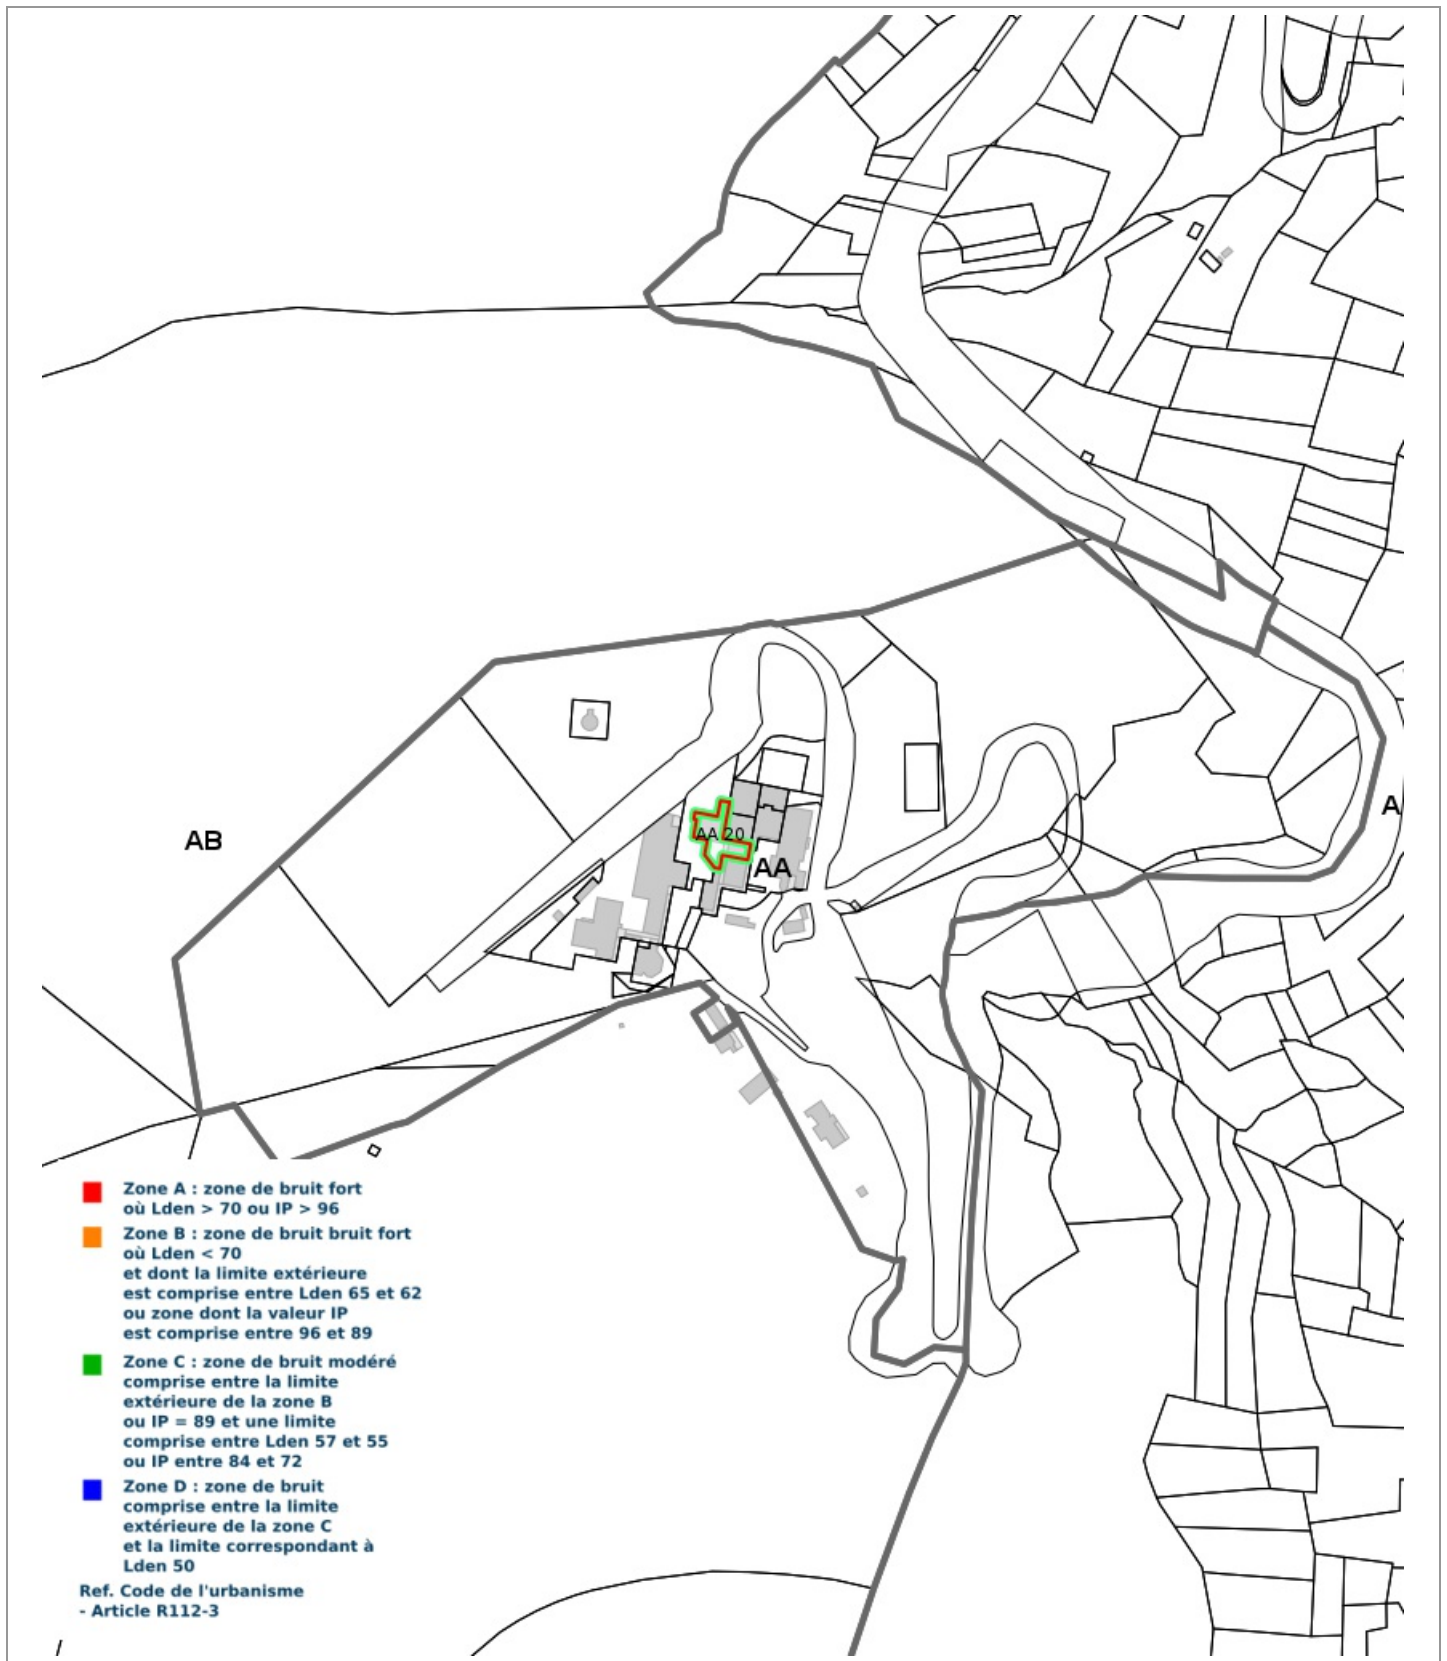 AB
AA 20
AA
A
Zone A : zone de bruit fort
où Lden > 70 ou IP > 96
Zone B : zone de bruit bruit fort
où Lden < 70
et dont la limite extérieure
est comprise entre Lden 65 et 62
ou zone dont la valeur IP
est comprise entre 96 et 89
Zone C : zone de bruit modéré
comprise entre la limite
extérieure de la zone B
ou IP = 89 et une limite
comprise entre Lden 57 et 55
ou IP entre 84 et 72
Zone D : zone de bruit
comprise entre la limite
extérieure de la zone C
et la limite correspondant à
Lden 50
Ref. Code de l'urbanisme
- Article R112-3